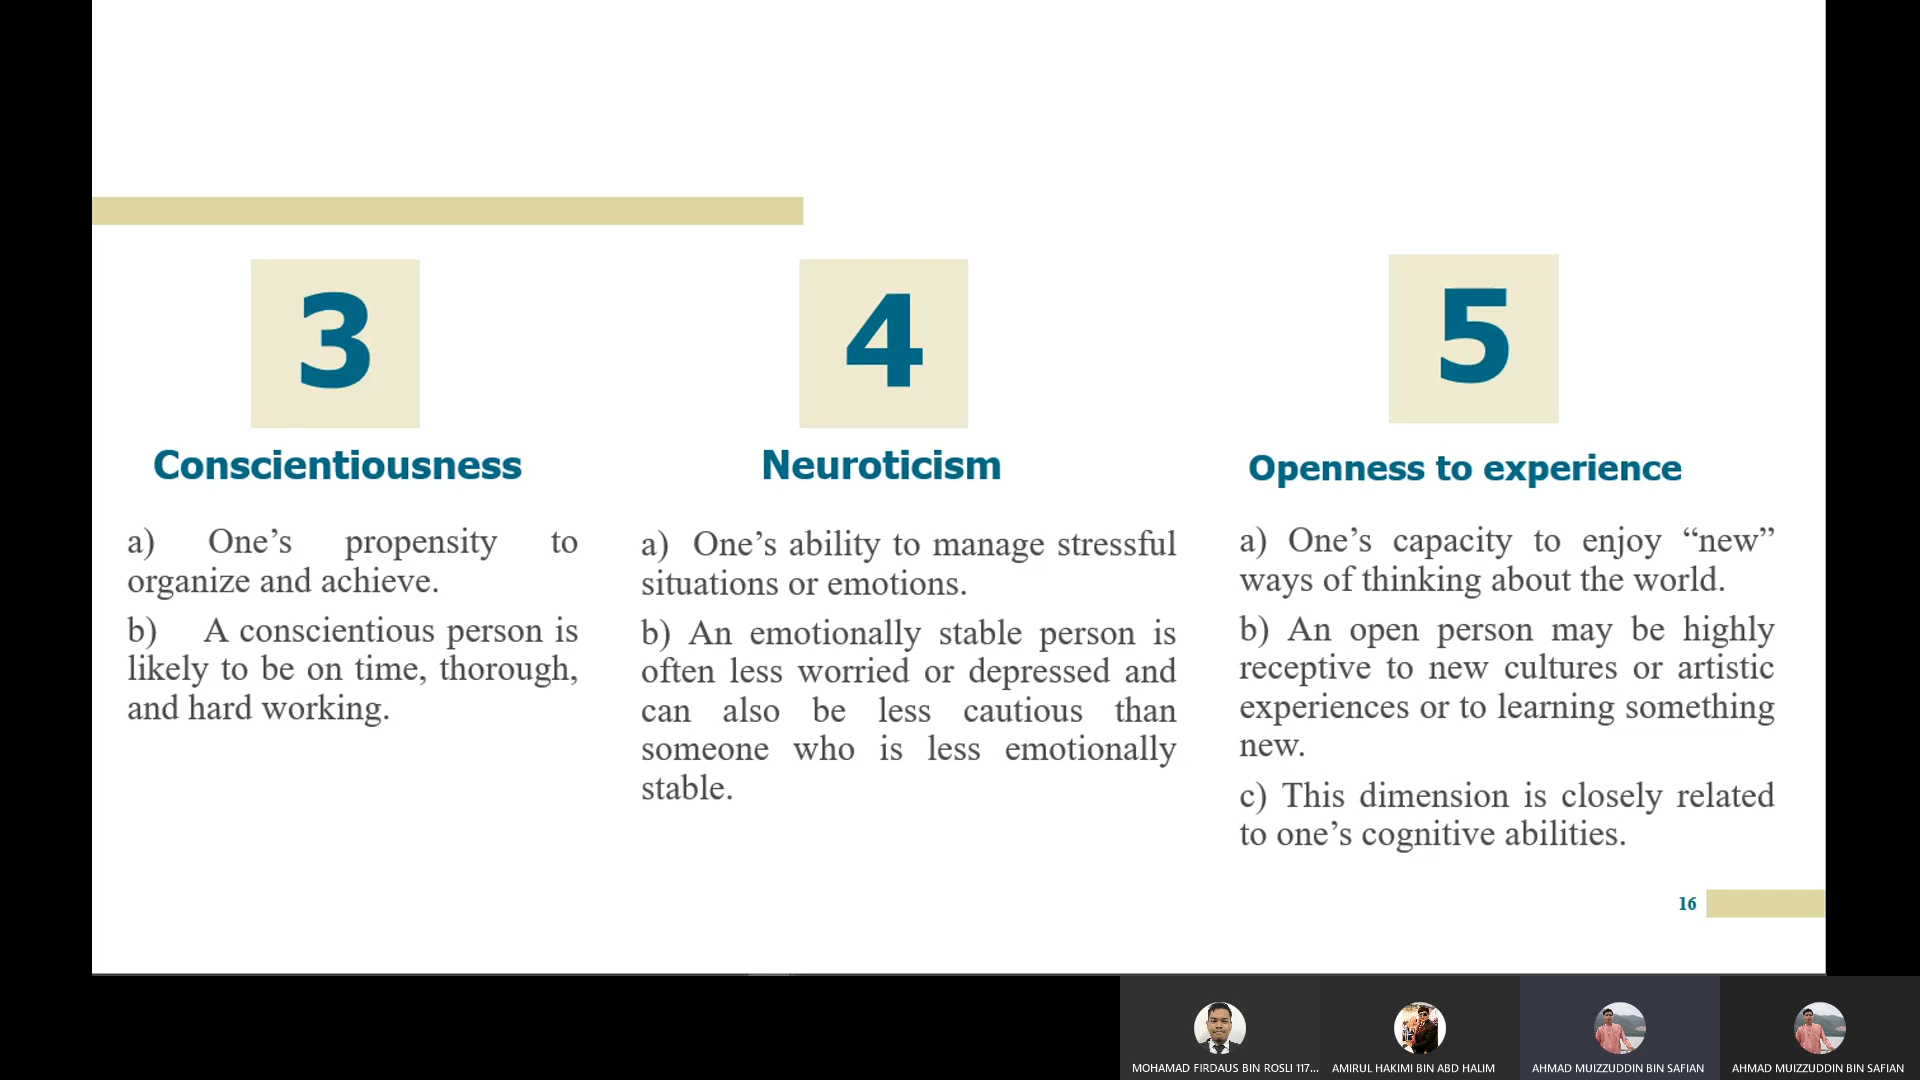 3
Conscientiousness
a) One’s propensity to
organize and achieve.
b) A conscientious person is
likely to be on time, thorough,
and hard working.
4
Neuroticism
a) One’s ability to manage stressful
situations or emotions.
b) An emotionally stable person is
often less worried or depressed and
can also be less cautious than
someone who is less emotionally
stable.
5
Openness to experience
a) One’s capacity to enjoy “new”
ways of thinking about the world.
b) An open person may be highly
receptive to new cultures or artistic
experiences or to learning something
new.
c) This dimension is closely related
to one’s cognitive abilities.
16
MOHAMAD FIRDAUS BIN ROSLI 117...
AMIRUL HAKIMI BIN ABD HALIM
AHMAD MUIZZUDDIN BIN SAFIAN
AHMAD MUIZZUDDIN BIN SAFIAN